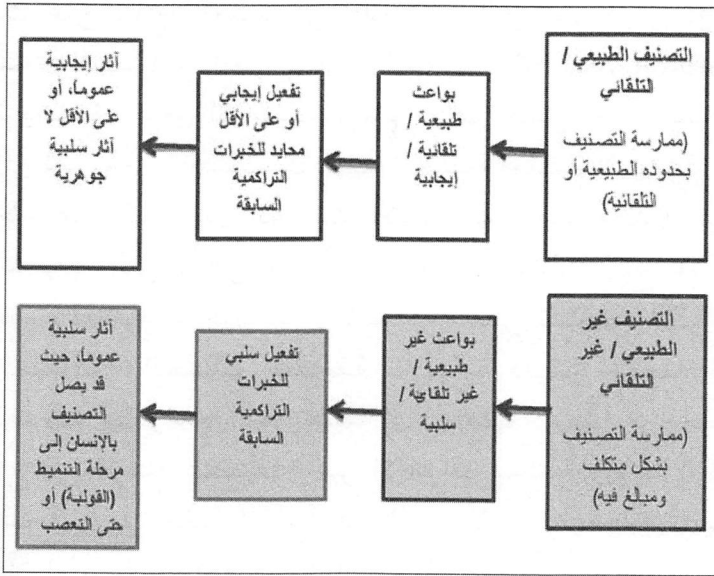 التصنيف الطبيعي /
التلقائي
(ممارسة التصنيف
بحدوده الطبيعية أو
التلقائية)
بواعث
طبيعية /
تلقائية /
إيجابية
تفعيل إيجابي
أو على الأقل
محايد للخبرات
التراكمية
السابقة
آثار إيجابية
عموماً، أو
على الأقل لا
آثار سلبية
جوهرية
التصنيف غير
الطبيعي / غير
التلقائي
(ممارسة التصنيف
بشكل متكلف
ومبالغ فيه)
بواعث غير
طبيعية /
غير تلقائية /
سلبية
تفعيل سلبي
للخبرات
التراكمية
السابقة
آثار سلبية
عموماً، حيث
قد يصل
التصنيف
بالإنسان إلى
مرحلة التنميط
(القولبة) أو
حتى التعصب